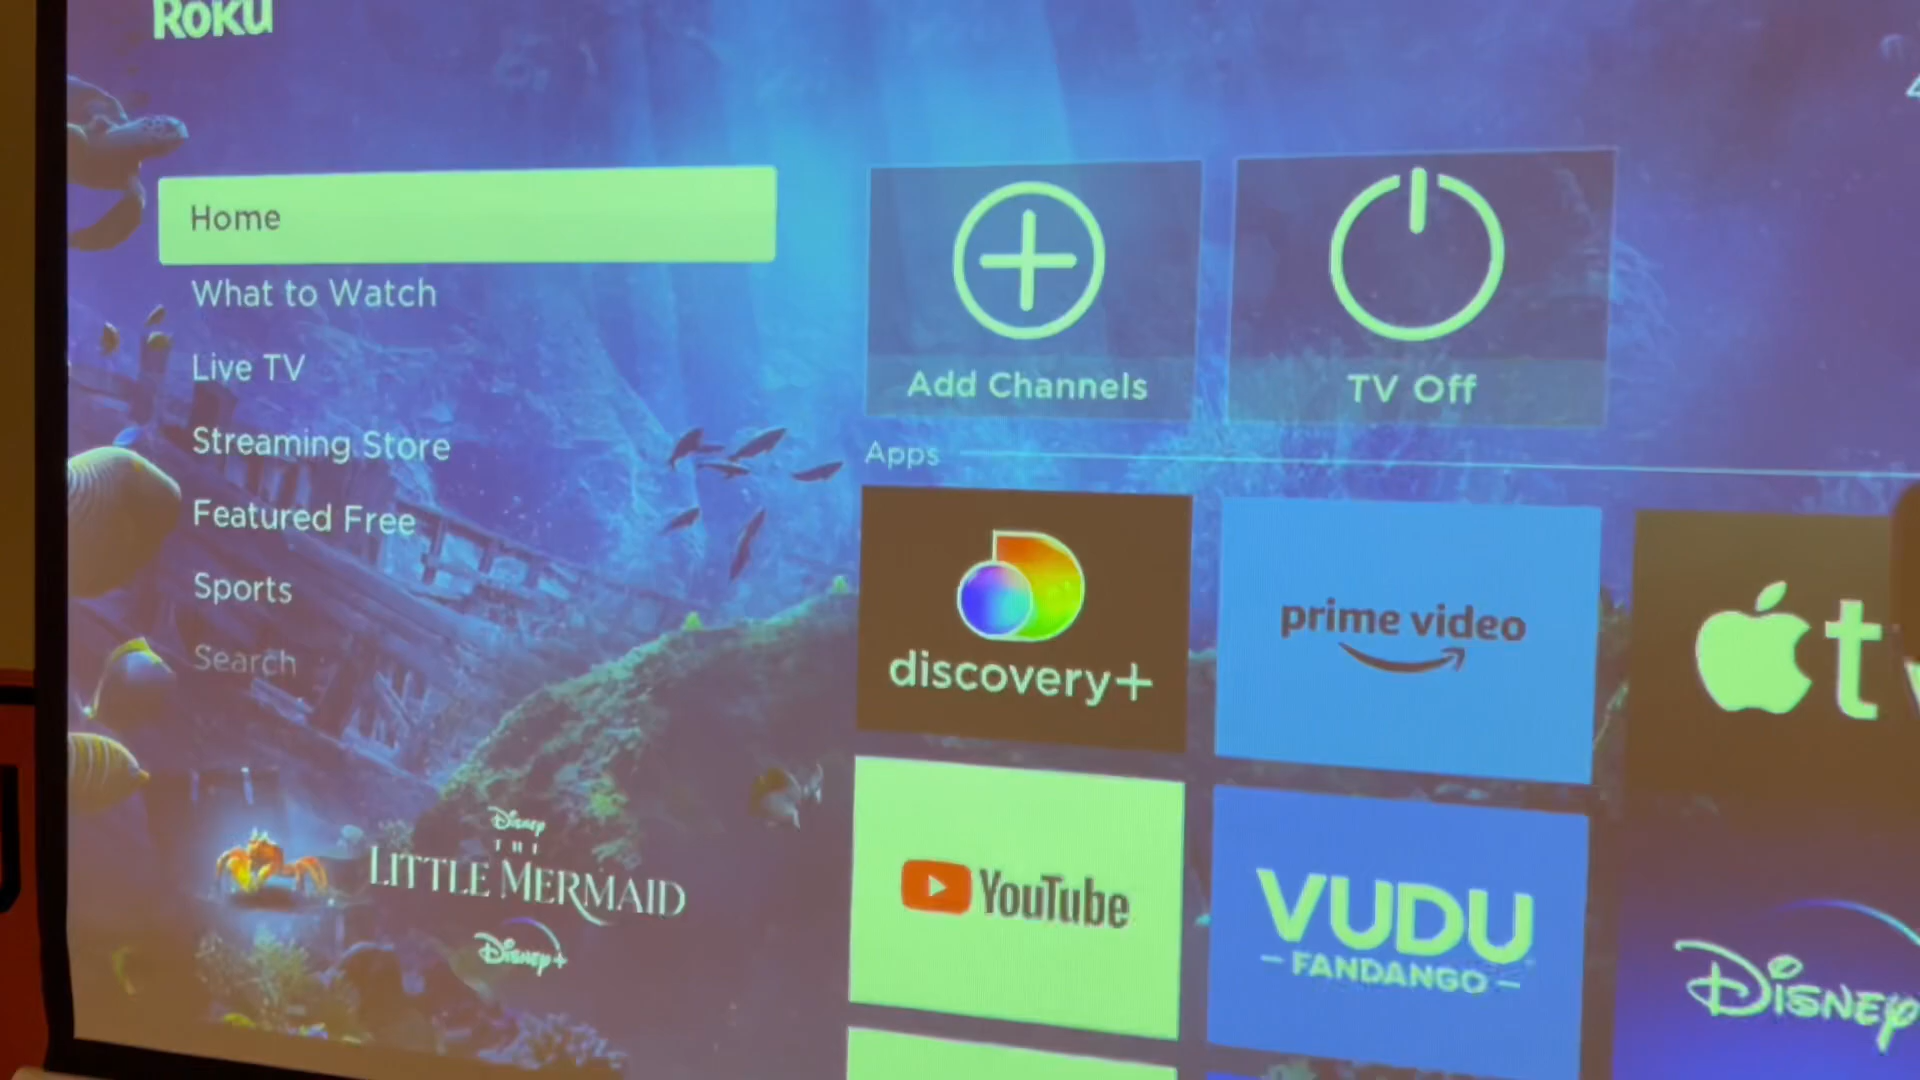 Roku
Home
What to Watch
Live TV
Streaming Store
Featured Free
Sports
Search
Disney
THE
LITTLE MERMAID
Disney+
Add Channels
TV Off
Apps
discovery+
prime video
tv
YouTube
VUDU
FANDANGO
Disney